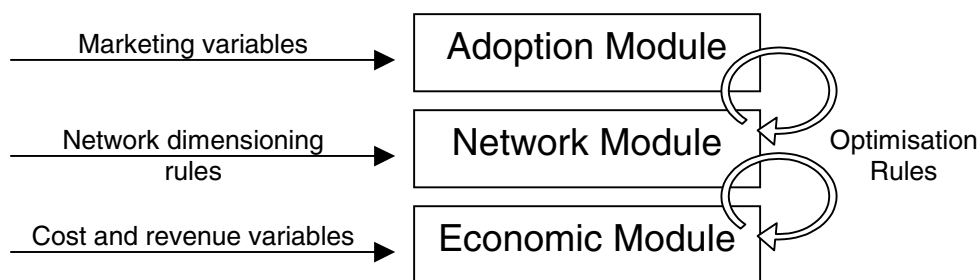 Marketing variables
Adoption Module
Network dimensioning
rules
Network Module
Optimisation
Rules
Cost and revenue variables
Economic Module